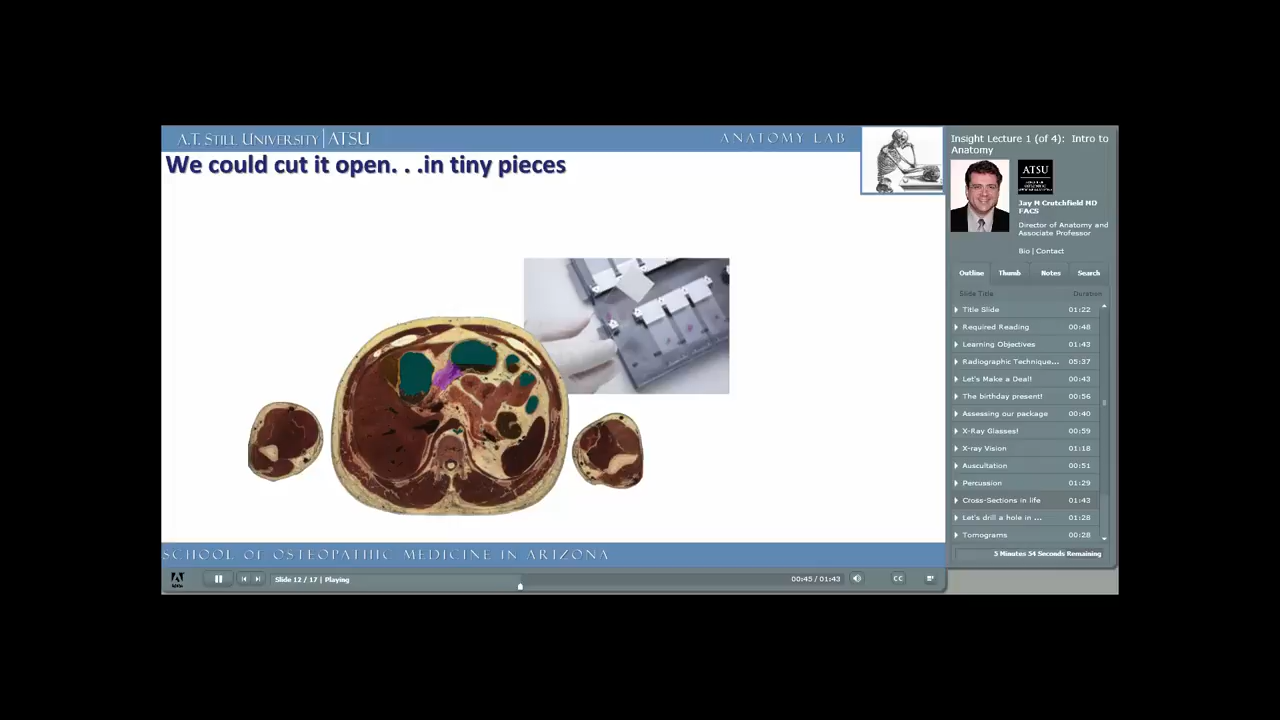 A.T. STILL UNIVERSITY | ATSU
ANATOMY LAB
We could cut it open. . .in tiny pieces
SCHOOL OF OSTEOPATHIC MEDICINE IN ARIZONA
Slide 12 / 17 | Playing
00:45 / 01:43
CC
Insight Lecture 1 (of 4): Intro to
Anatomy
ATSU
Jay M Crutchfield MD
FACS
Director of Anatomy and
Associate Professor
Bio | Contact
Outline Thumb Notes Search
Slide Title Duration
Title Slide 01:22
Required Reading 00:48
Learning Objectives 01:43
Radiographic Technique... 05:37
Let's Make a Deal! 00:43
The birthday present! 00:56
Assessing our package 00:40
X-Ray Glasses! 00:59
X-ray Vision 01:18
Auscultation 00:51
Percussion 01:29
Cross-Sections in life 01:43
Let's drill a hole in ... 01:28
Tomograms 00:28
5 Minutes 54 Seconds Remaining